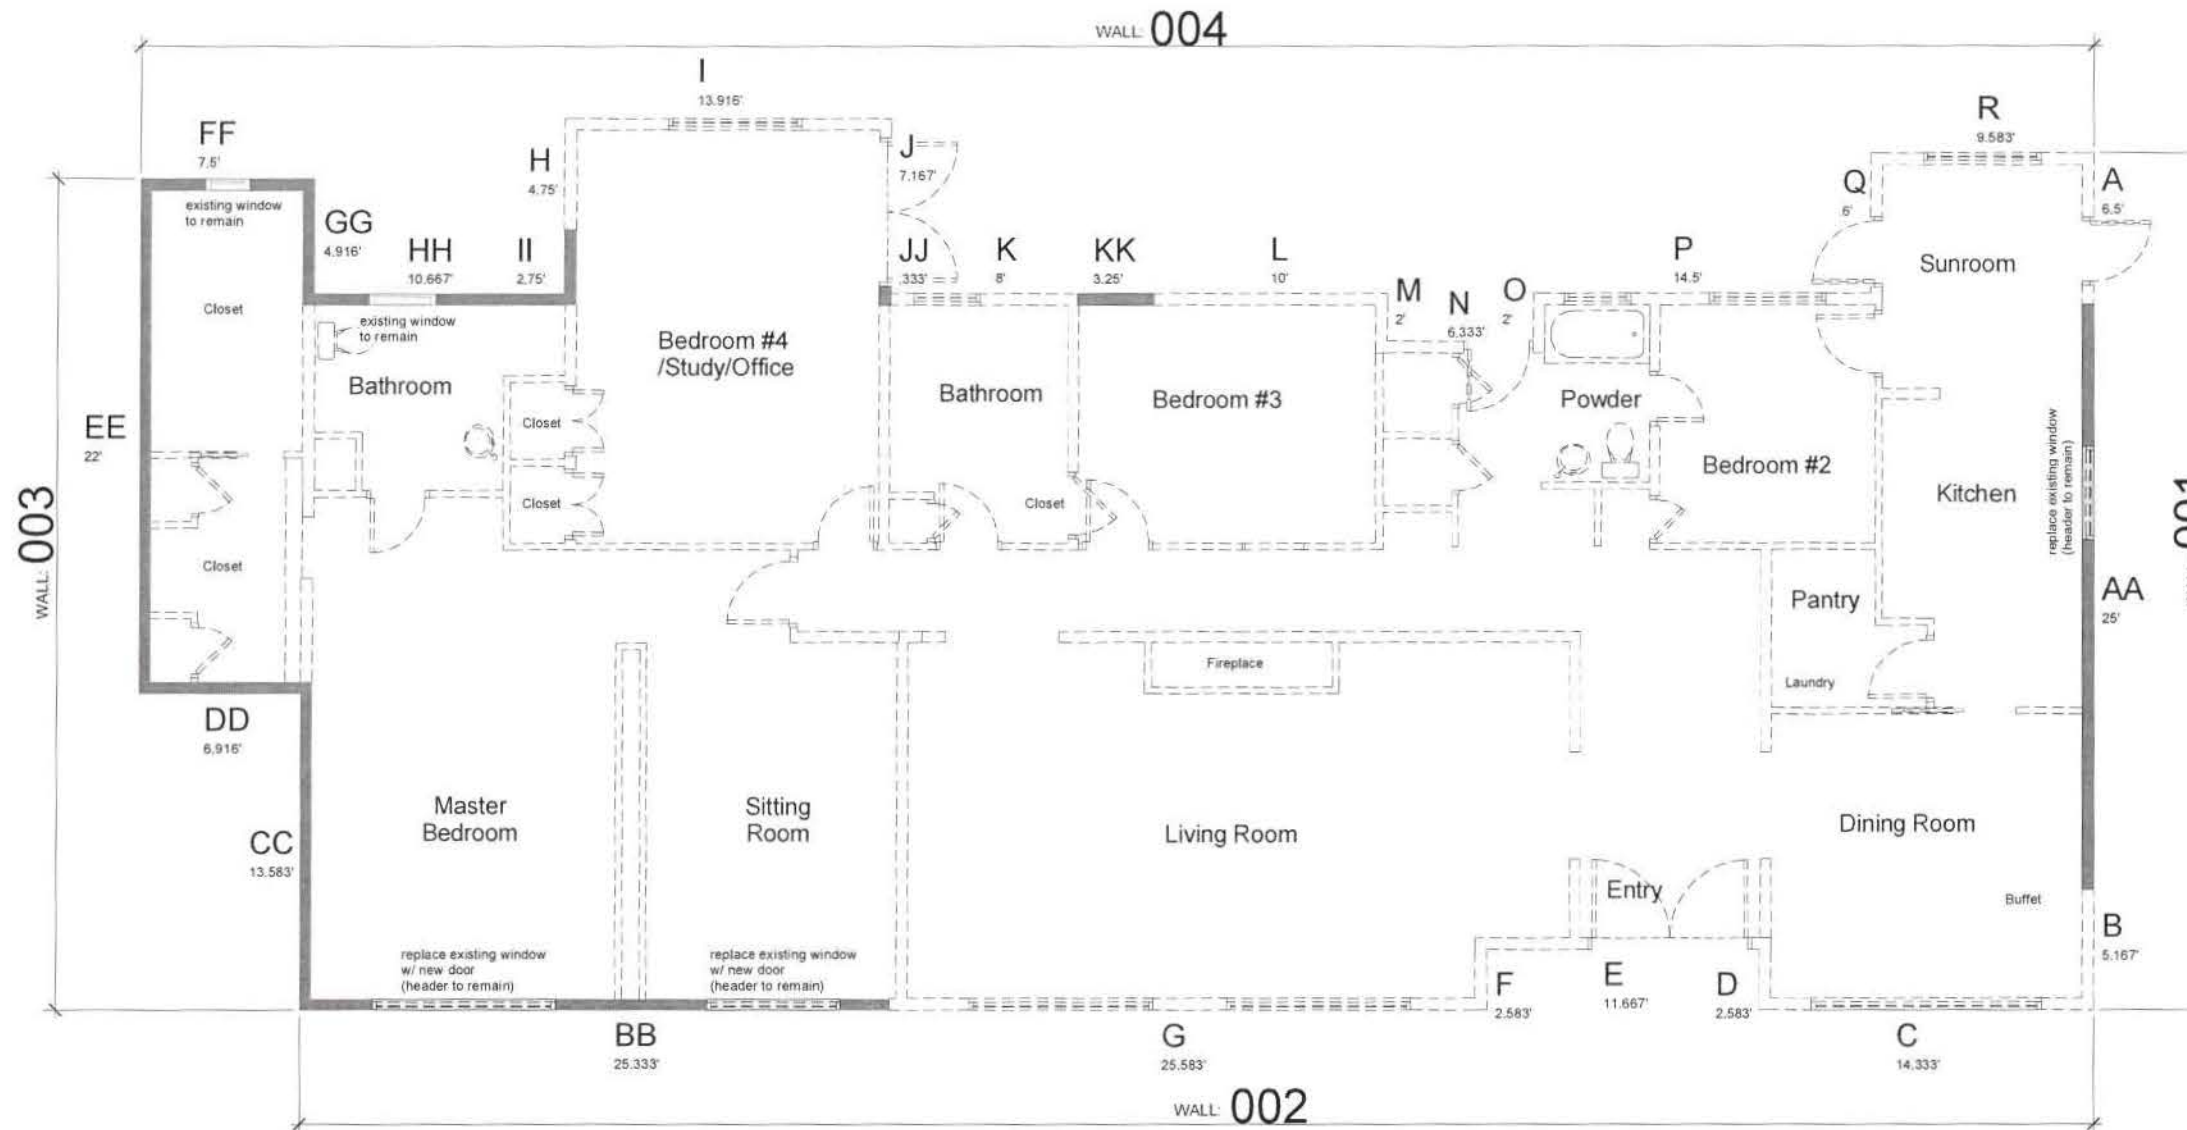 WALL: 004
I
13.916'
R
9.583'
FF
7.5'
H
4.75'
J
7.167'
Q
6'
A
6.5'
existing window
to remain
GG
4.916'
HH
10.667'
II
2.75'
JJ
.333'
K
8'
KK
3.25'
L
10'
M
2'
N
6.333'
O
2'
P
14.5'
Sunroom
Closet
existing window
to remain
Bathroom
Bedroom #4
/Study/Office
Bathroom
Bedroom #3
Powder
Bedroom #2
Kitchen
replace existing window
(header to remain)
EE
22'
Closet
Closet
Closet
WALL: 003
001
Closet
Pantry
AA
25'
Fireplace
Laundry
DD
6.916'
Master
Bedroom
Sitting
Room
Living Room
Dining Room
CC
13.583'
Entry
Buffet
B
5.167'
replace existing window
w/ new door
(header to remain)
replace existing window
w/ new door
(header to remain)
F
2.583'
E
11.667'
D
2.583'
BB
25.333'
G
25.583'
C
14.333'
WALL: 002